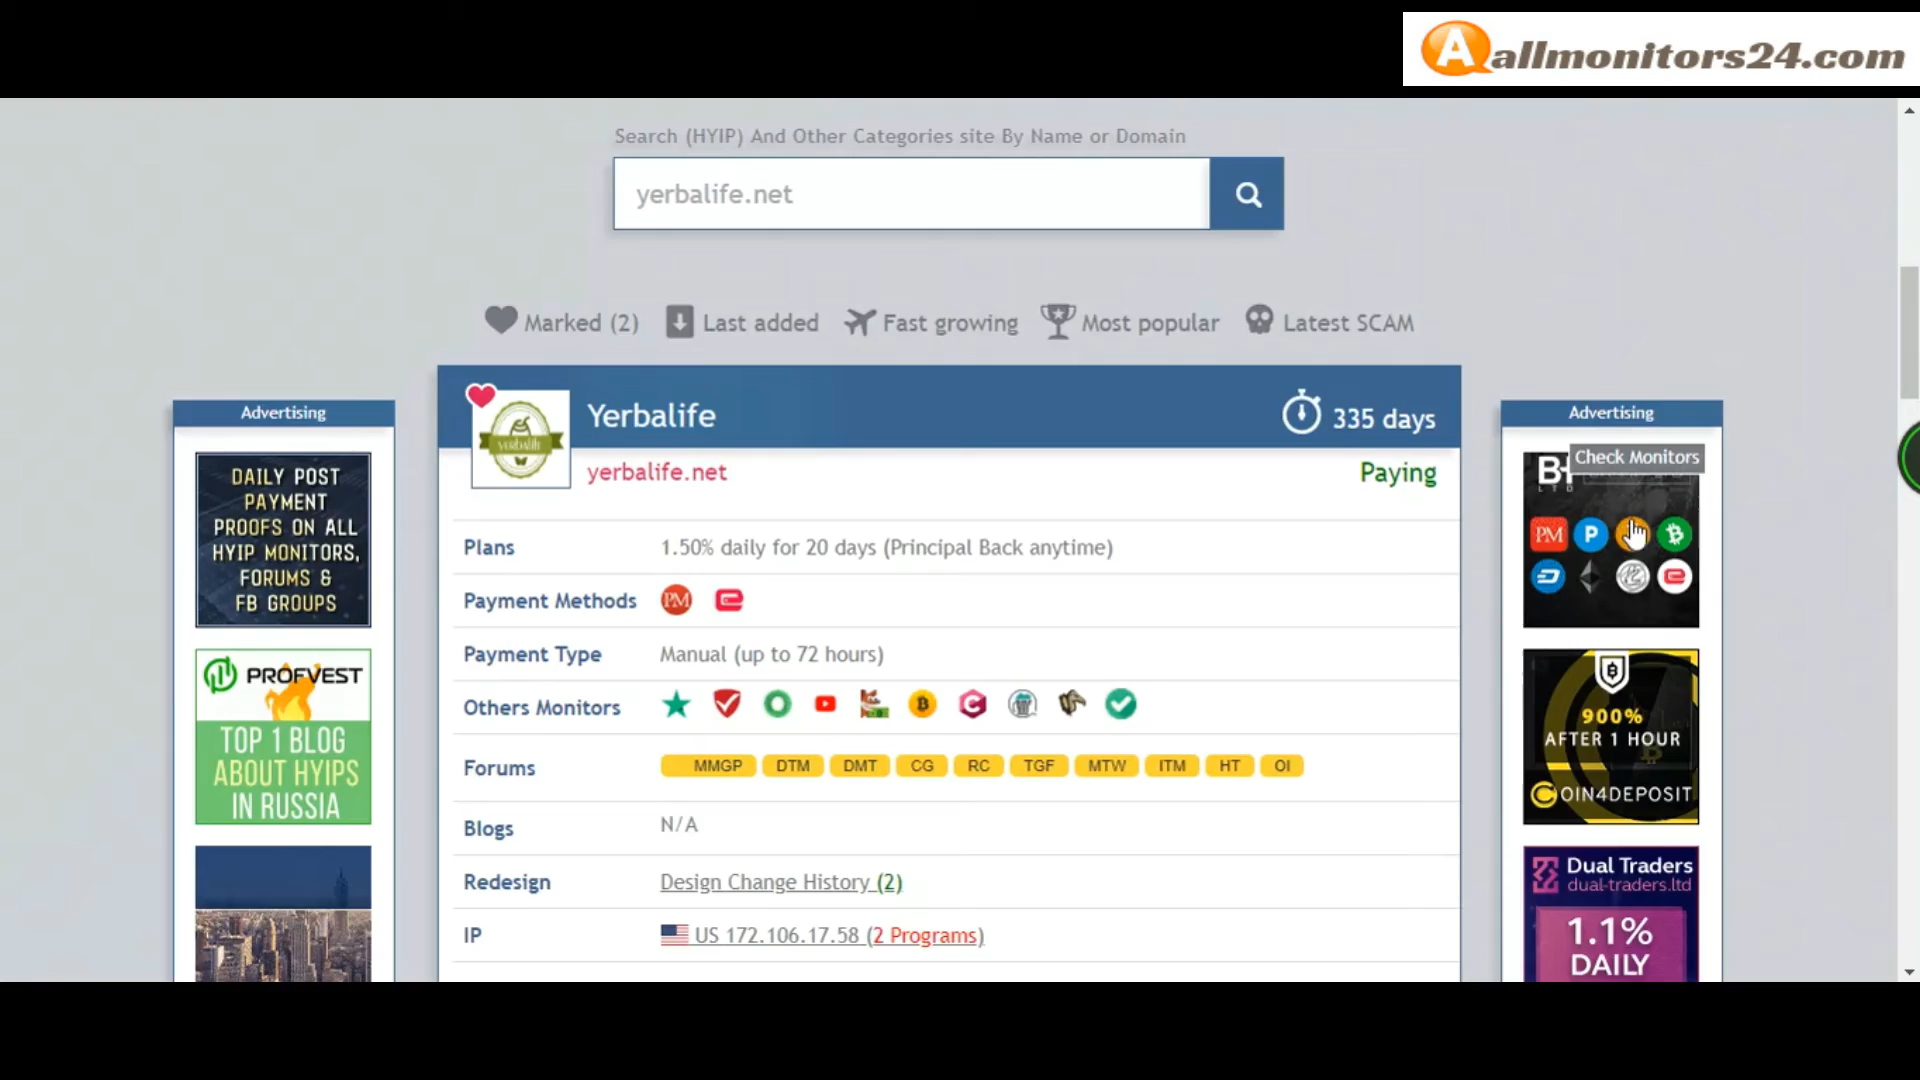 allmonitors24.com
Search (HYIP) And Other Categories site By Name or Domain
yerbalife.net
Marked (2)
Last added
Fast growing
Most popular
Latest SCAM
Advertising
DAILY POST
PAYMENT
PROOFS ON ALL
HYIP MONITORS,
FORUMS &
FB GROUPS
PROFVEST
TOP 1 BLOG
ABOUT HYIPS
IN RUSSIA
Yerbalife
335 days
yerbalife.net
Paying
Plans
1.50% daily for 20 days (Principal Back anytime)
Payment Methods
PM
Payment Type
Manual (up to 72 hours)
Others Monitors
Forums
MMGP DTM DMT CG RC TGF MTW ITM HT OI
Blogs
N/A
Redesign
Design Change History (2)
IP
US 172.106.17.58 (2 Programs)
Advertising
Check Monitors
LTD
PM
900%
AFTER 1 HOUR
COIN4DEPOSIT
Dual Traders
dual-traders.ltd
1.1%
DAILY